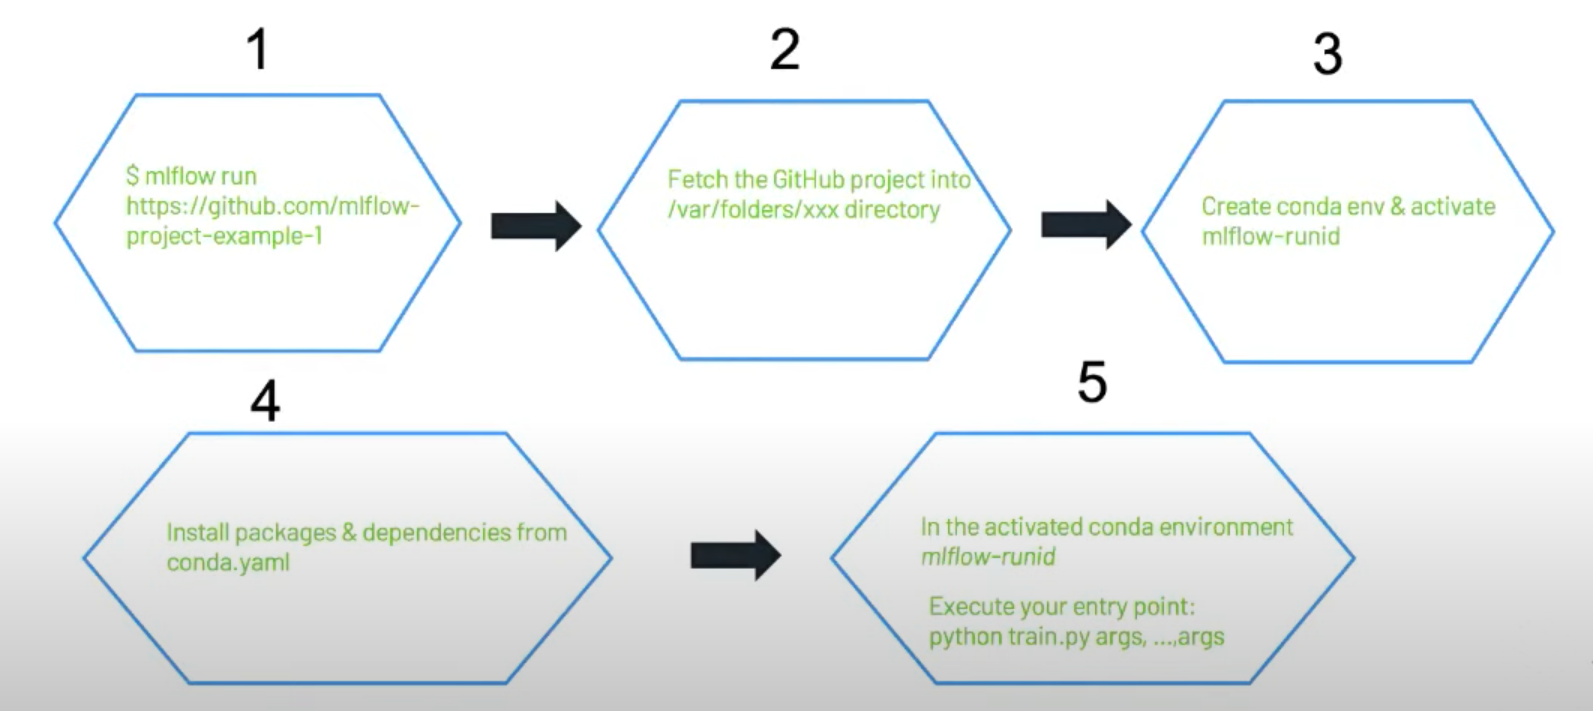 1
$ mlflow run
https://github.com/mlflow-
project-example-1
2
Fetch the GitHub project into
/var/folders/xxx directory
3
Create conda env & activate
mlflow-runid
4
Install packages & dependencies from
conda.yaml
5
In the activated conda environment
mlflow-runid
Execute your entry point:
python train.py args, ...,args